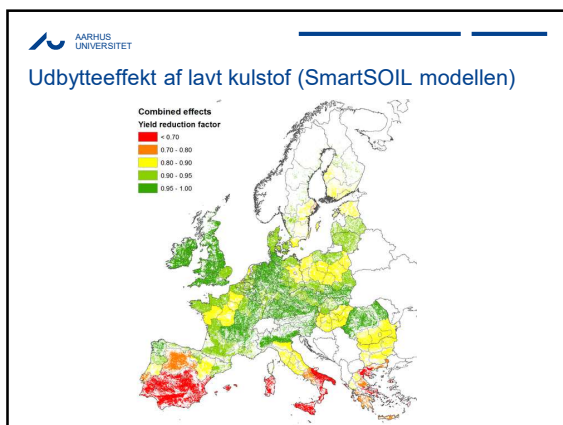 AARHUS
UNIVERSITET
Udbytteeffekt af lavt kulstof (SmartSOIL modellen)
Combined effects
Yield reduction factor
< 0.70
0.70 - 0.80
0.80 - 0.90
0.90 - 0.95
0.95 - 1.00